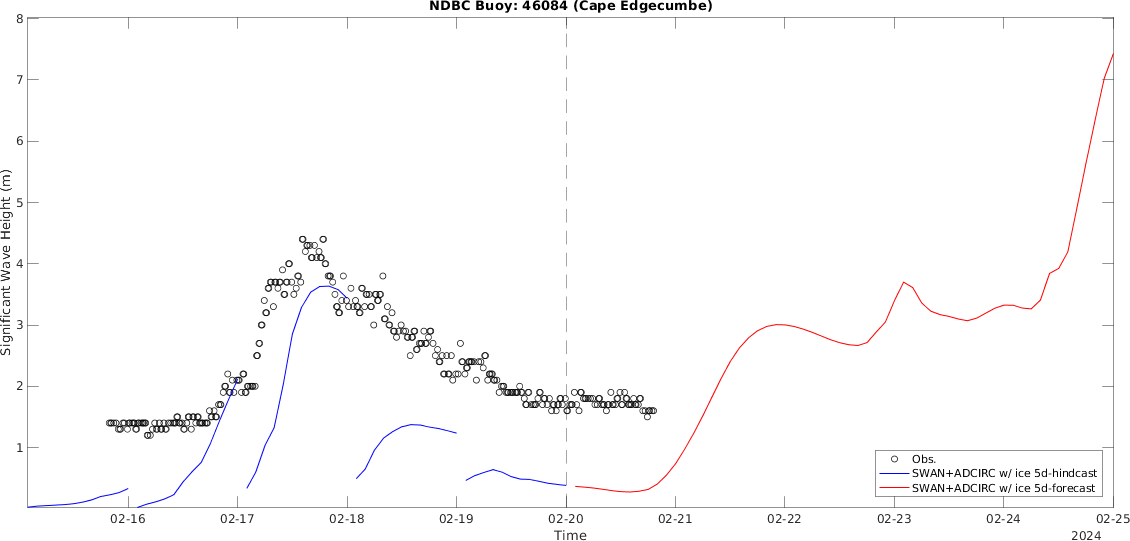 NDBC Buoy: 46084 (Cape Edgecumbe)
8
7
6
5
4
3
2
1
Significant Wave Height (m)
Obs.
SWAN+ADCIRC w/ ice 5d-hindcast
SWAN+ADCIRC w/ ice 5d-forecast
02-16 02-17 02-18 02-19 02-20 02-21 02-22 02-23 02-24 02-25
Time
2024